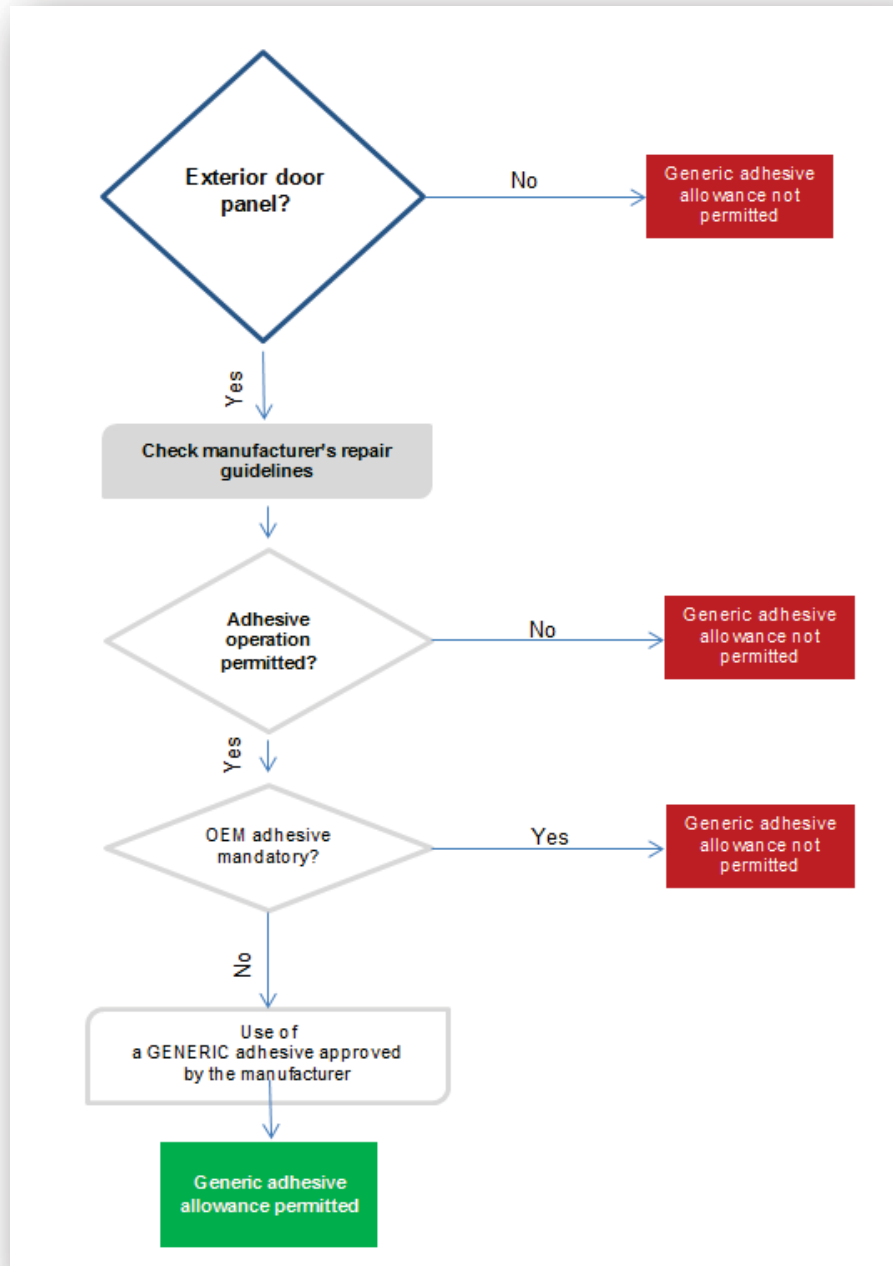 Exterior door
panel?
No
Generic adhesive
allowance not
permitted
Yes
Check manufacturer's repair
guidelines
Adhesive
operation
permitted?
No
Generic adhesive
allowance not
permitted
Yes
OEM adhesive
mandatory?
Yes
Generic adhesive
allowance not
permitted
No
Use of
a GENERIC adhesive approved
by the manufacturer
Generic adhesive
allowance permitted